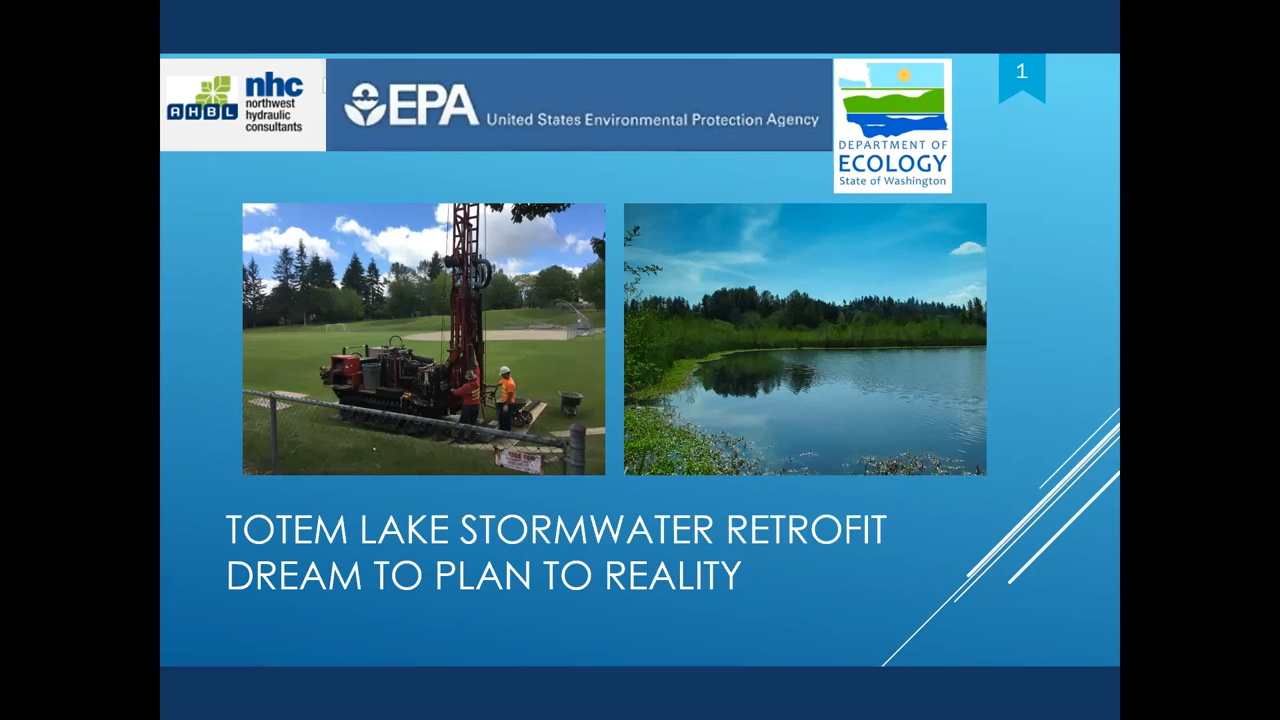 AHBL
nhc
northwest
hydraulic
consultants
EPA
United States Environmental Protection Agency
DEPARTMENT OF
ECOLOGY
State of Washington
1
TOTEM LAKE STORMWATER RETROFIT
DREAM TO PLAN TO REALITY